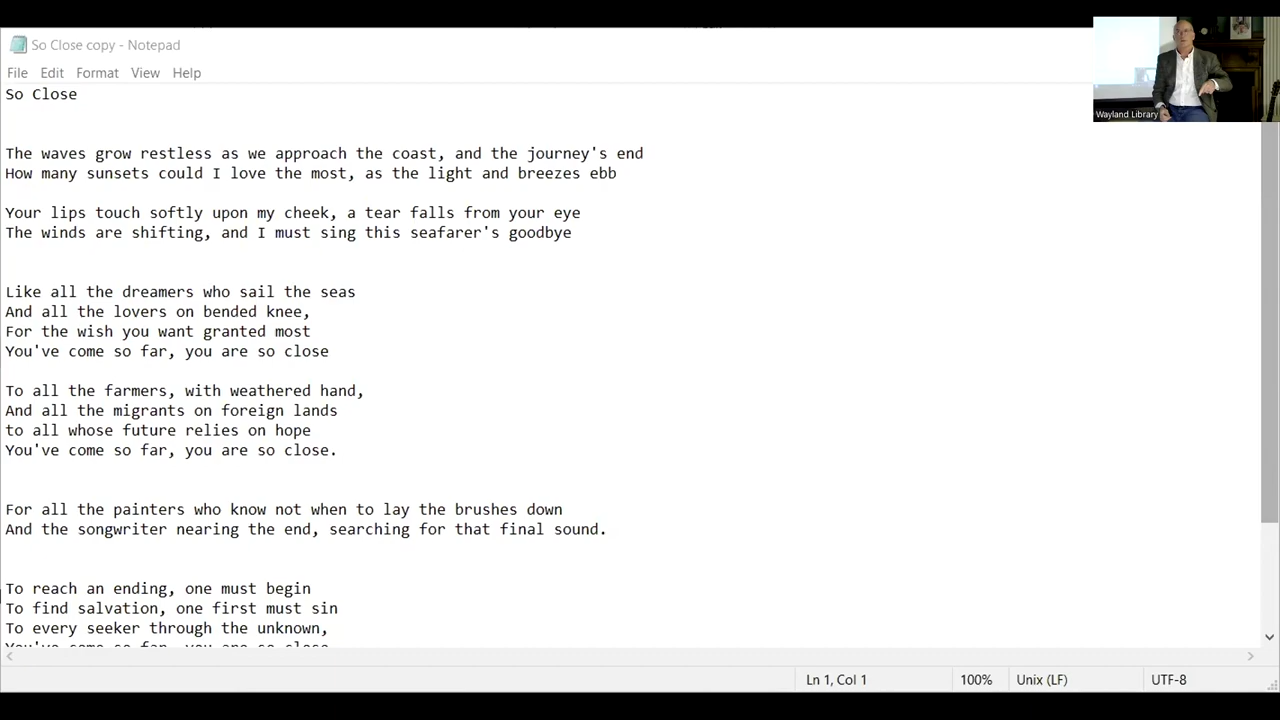 So Close copy - Notepad
File Edit Format View Help
So Close
The waves grow restless as we approach the coast, and the journey's end
How many sunsets could I love the most, as the light and breezes ebb
Your lips touch softly upon my cheek, a tear falls from your eye
The winds are shifting, and I must sing this seafarer's goodbye
Like all the dreamers who sail the seas
And all the lovers on bended knee,
For the wish you want granted most
You've come so far, you are so close
To all the farmers, with weathered hand,
And all the migrants on foreign lands
to all whose future relies on hope
You've come so far, you are so close.
For all the painters who know not when to lay the brushes down
And the songwriter nearing the end, searching for that final sound.
To reach an ending, one must begin
To find salvation, one first must sin
To every seeker through the unknown,
You've come so far, you are so close
Ln 1, Col 1 100% Unix (LF) UTF-8
Wayland Library